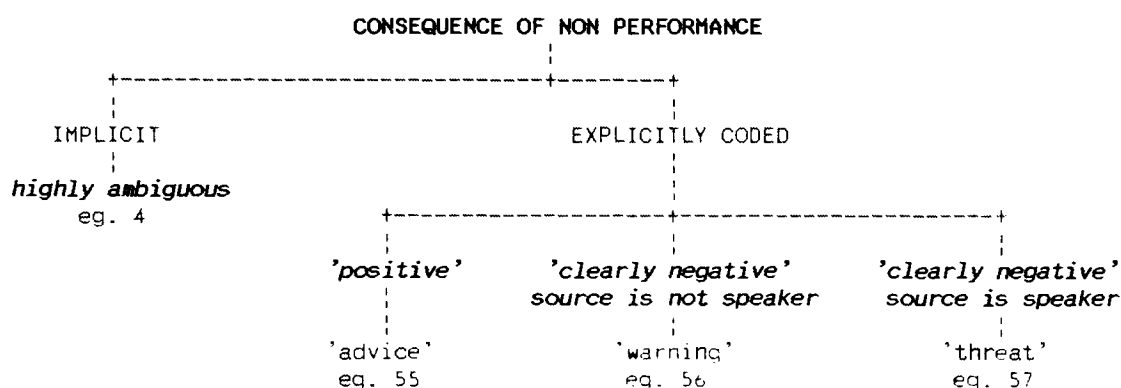 CONSEQUENCE OF NON PERFORMANCE
IMPLICIT EXPLICITLY CODED
highly ambiguous
eg. 4
'positive' 'clearly negative' 'clearly negative'
source is not speaker source is speaker
'advice' 'warning' 'threat'
eg. 55 eg. 56 eg. 57